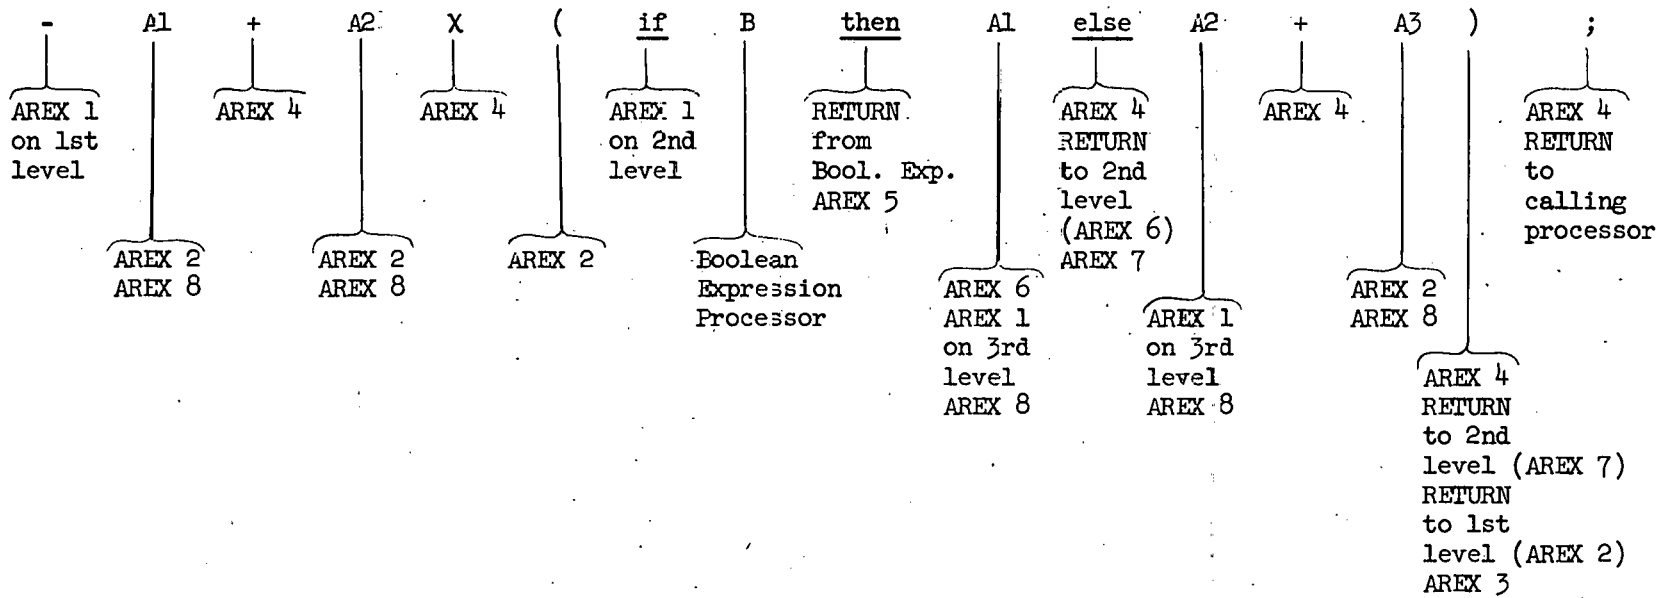 - A1 + A2 X ( if B then A1 else A2 + A3 ) ;
AREX 1
on 1st
level
AREX 2
AREX 8
AREX 4
AREX 2
AREX 8
AREX 4
AREX 2
AREX 1
on 2nd
level
Boolean
Expression
Processor
RETURN
from
Bool. Exp.
AREX 5
AREX 6
AREX 1
on 3rd
level
AREX 8
AREX 4
RETURN
to 2nd
level
(AREX 6)
AREX 7
AREX 1
on 3rd
level
AREX 8
AREX 4
AREX 2
AREX 8
AREX 4
RETURN
to 2nd
level (AREX 7)
RETURN
to 1st
level (AREX 2)
AREX 3
AREX 4
RETURN
to
calling
processor